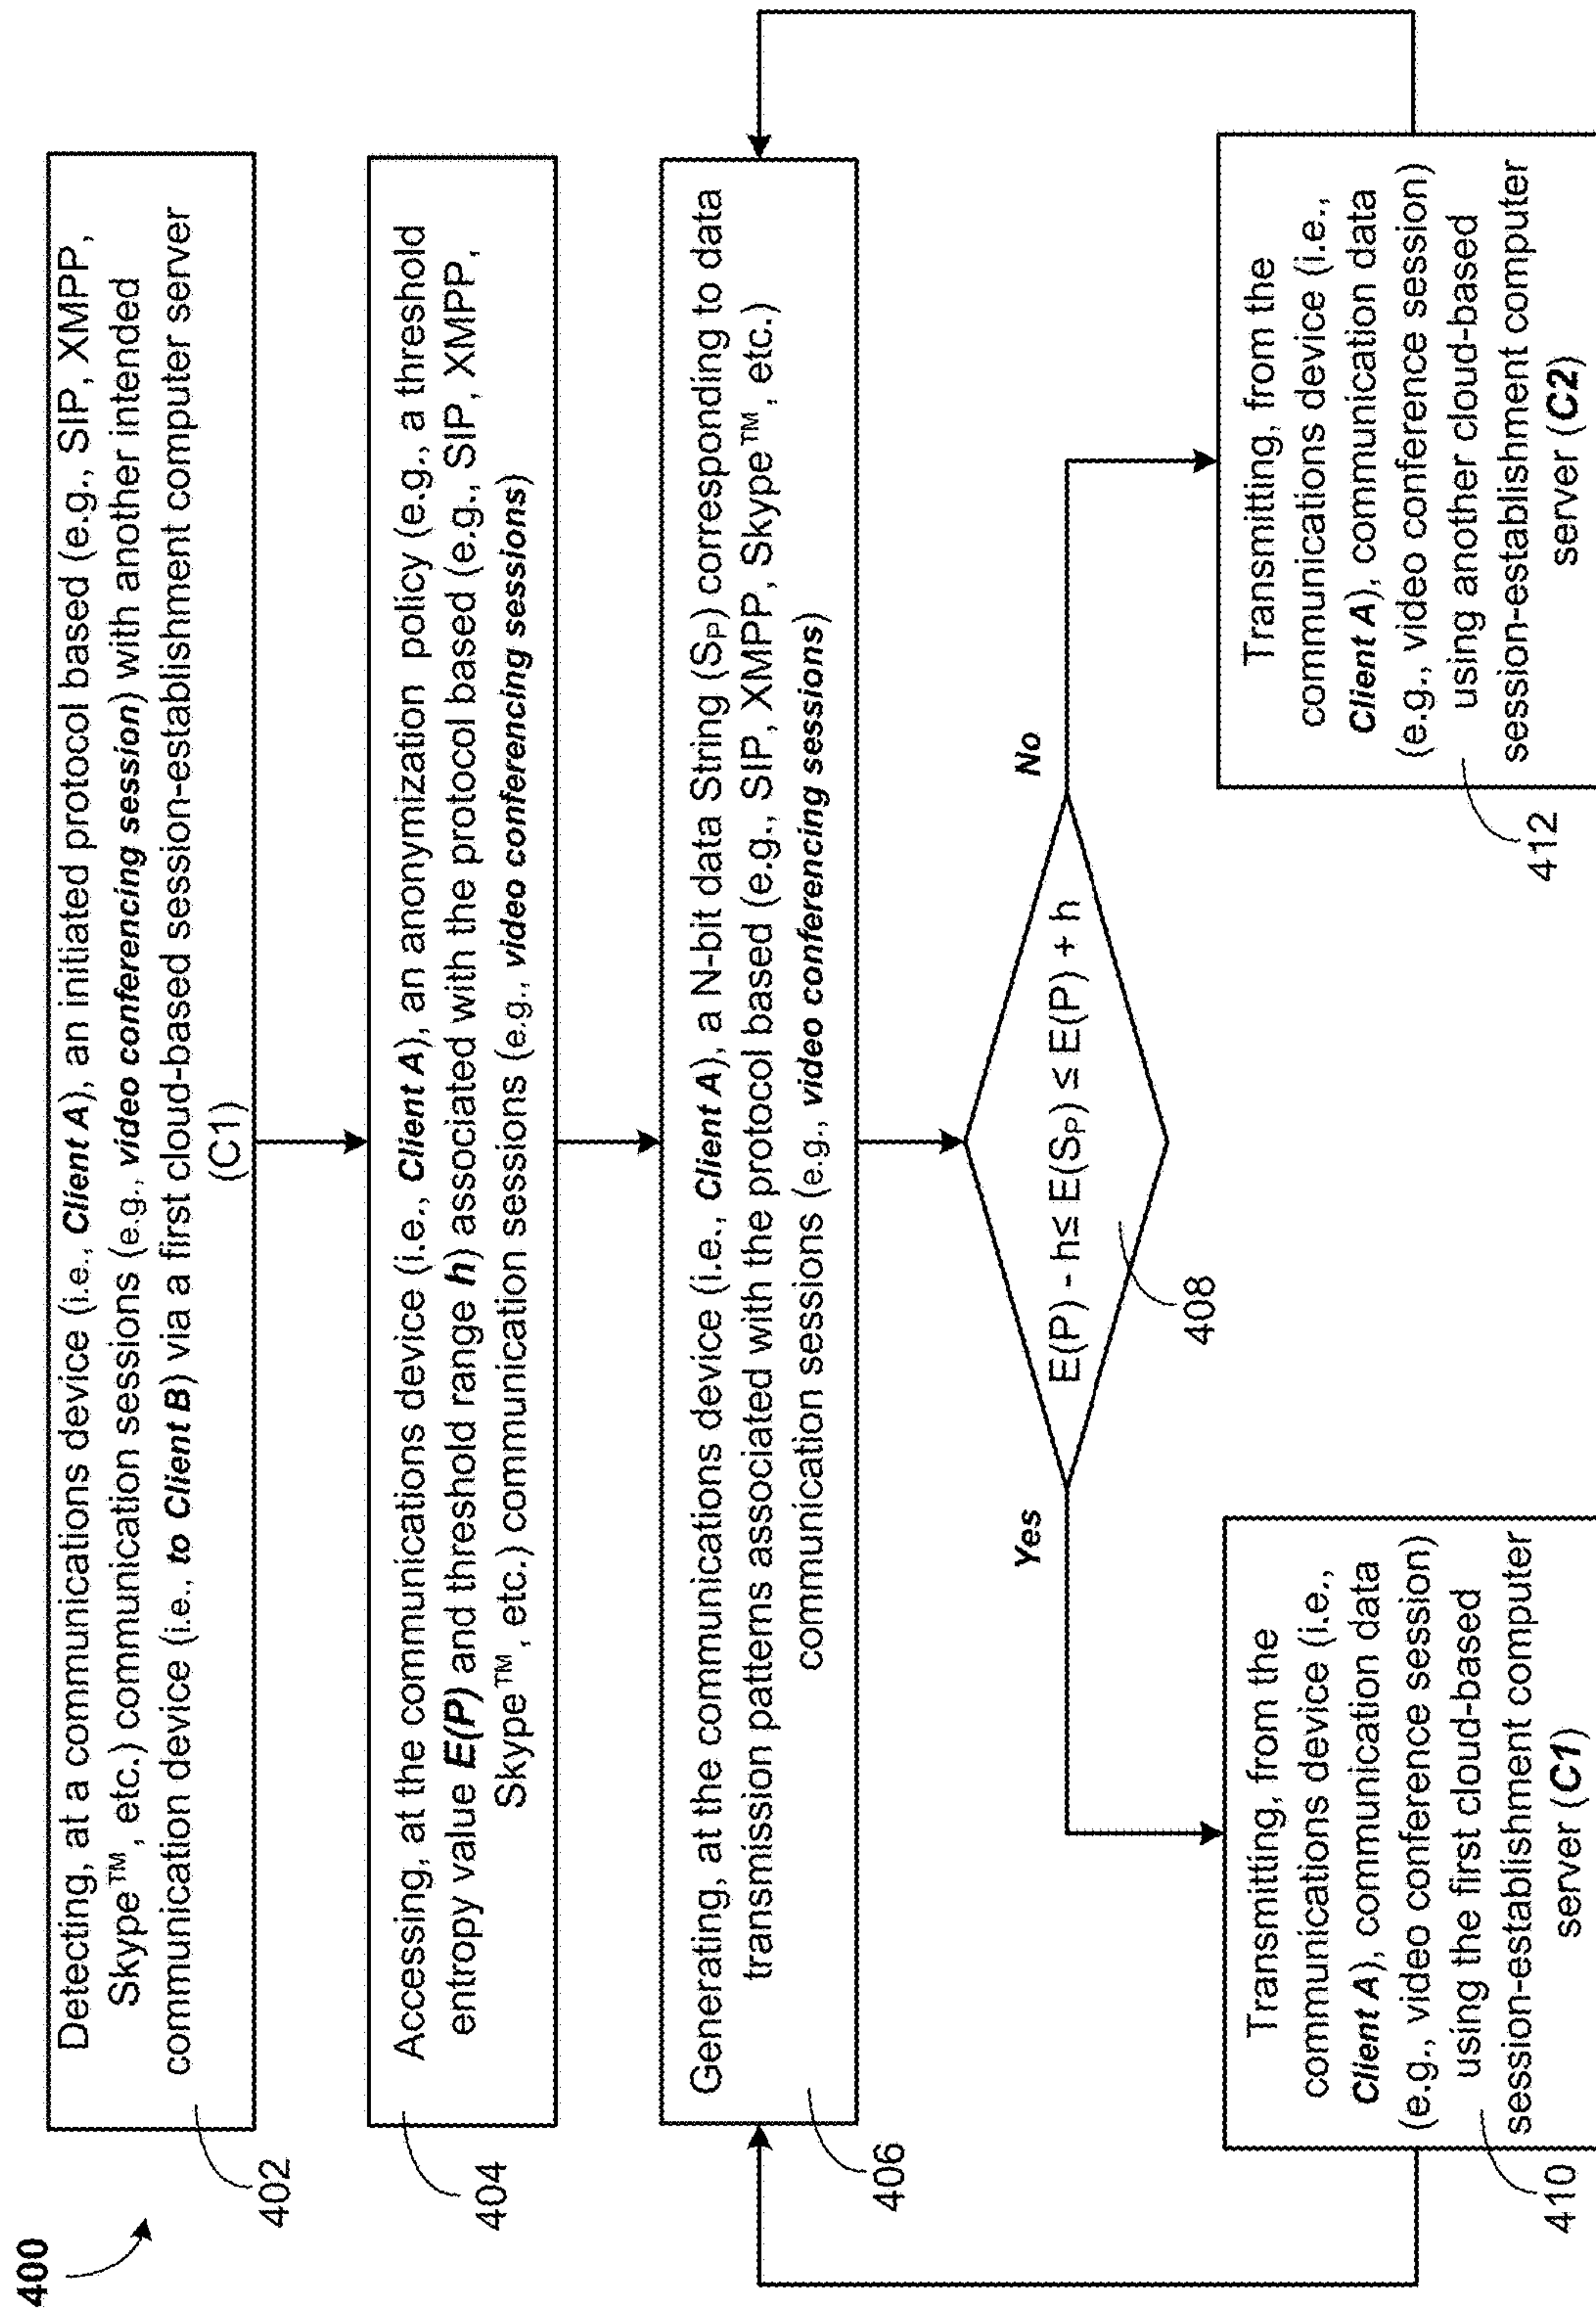 400
Detecting, at a communications device (i.e., Client A), an initiated protocol based (e.g., SIP, XMPP,
Skype™, etc.) communication sessions (e.g., video conferencing session) with another intended
communication device (i.e., to Client B) via a first cloud-based session-establishment computer server
(C1)
402
Accessing, at the communications device (i.e., Client A), an anonymization policy (e.g., a threshold
entropy value E(P) and threshold range h) associated with the protocol based (e.g., SIP, XMPP,
Skype™, etc.) communication sessions (e.g., video conferencing sessions)
404
Generating, at the communications device (i.e., Client A), a N-bit data String (SP) corresponding to data
transmission patterns associated with the protocol based (e.g., SIP, XMPP, Skype™, etc.)
communication sessions (e.g., video conferencing sessions)
406
E(P) - h≤ E(SP) ≤ E(P) + h
408
Yes
No
Transmitting, from the
communications device (i.e.,
Client A), communication data
(e.g., video conference session)
using the first cloud-based
session-establishment computer
server (C1)
410
Transmitting, from the
communications device (i.e.,
Client A), communication data
(e.g., video conference session)
using another cloud-based
session-establishment computer
server (C2)
412